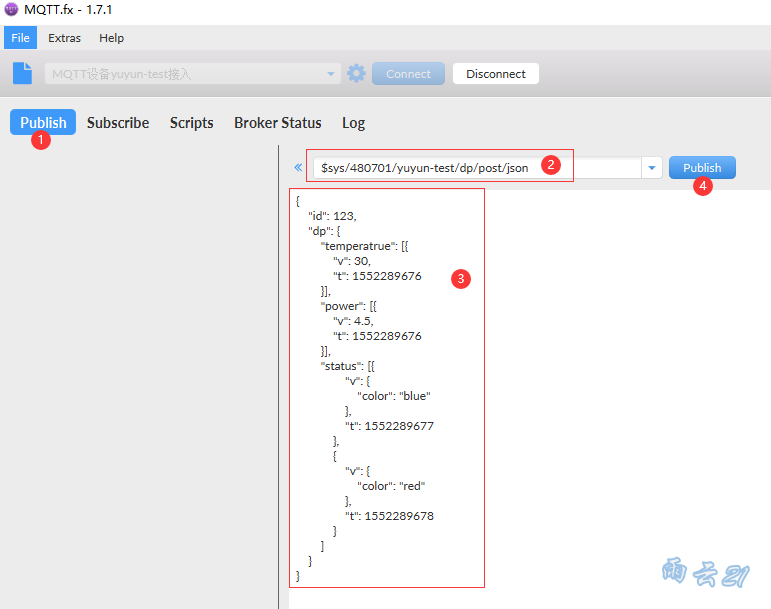 MQTT.fx - 1.7.1
File Extras Help
MQTT设备yuyun-test接入 Connect Disconnect
Publish Subscribe Scripts Broker Status Log
1
« $sys/480701/yuyun-test/dp/post/json 2 Publish
4
{
"id": 123,
"dp": {
"temperatrue": [{
"v": 30,
"t": 1552289676 3
}],
"power": [{
"v": 4.5,
"t": 1552289676
}],
"status": [{
"v": {
"color": "blue"
},
"t": 1552289677
},
{
"v": {
"color": "red"
},
"t": 1552289678
}
]
}
}
雨云21